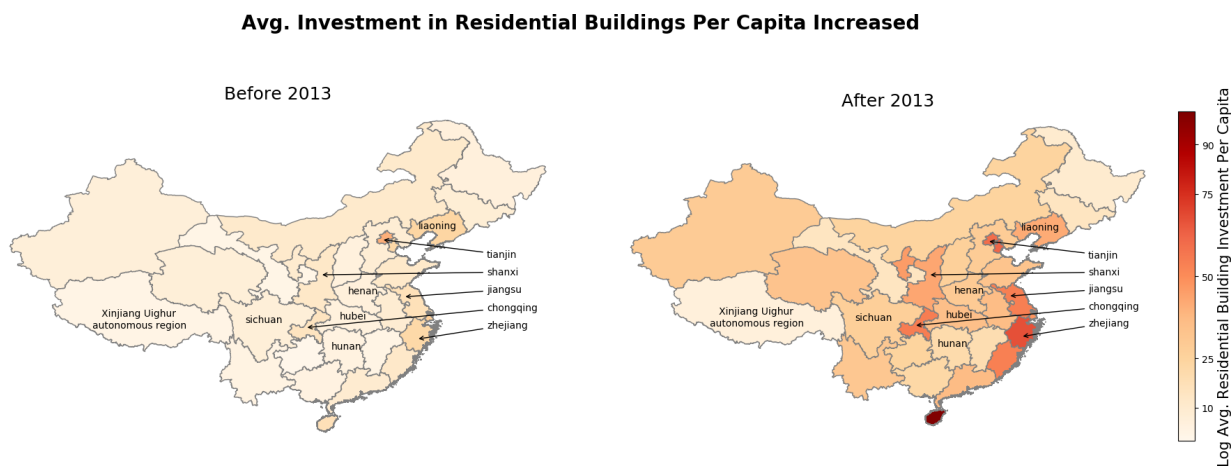 Avg. Investment in Residential Buildings Per Capita Increased
Before 2013
liaoning
tianjin
shanxi
jiangsu
chongqing
zhejiang
henan
hubei
hunan
sichuan
Xinjiang Uighur
autonomous region
After 2013
liaoning
tianjin
shanxi
jiangsu
chongqing
zhejiang
henan
hubei
hunan
sichuan
Xinjiang Uighur
autonomous region
90
75
50
25
10
Log Avg. Residential Building Investment Per Capita